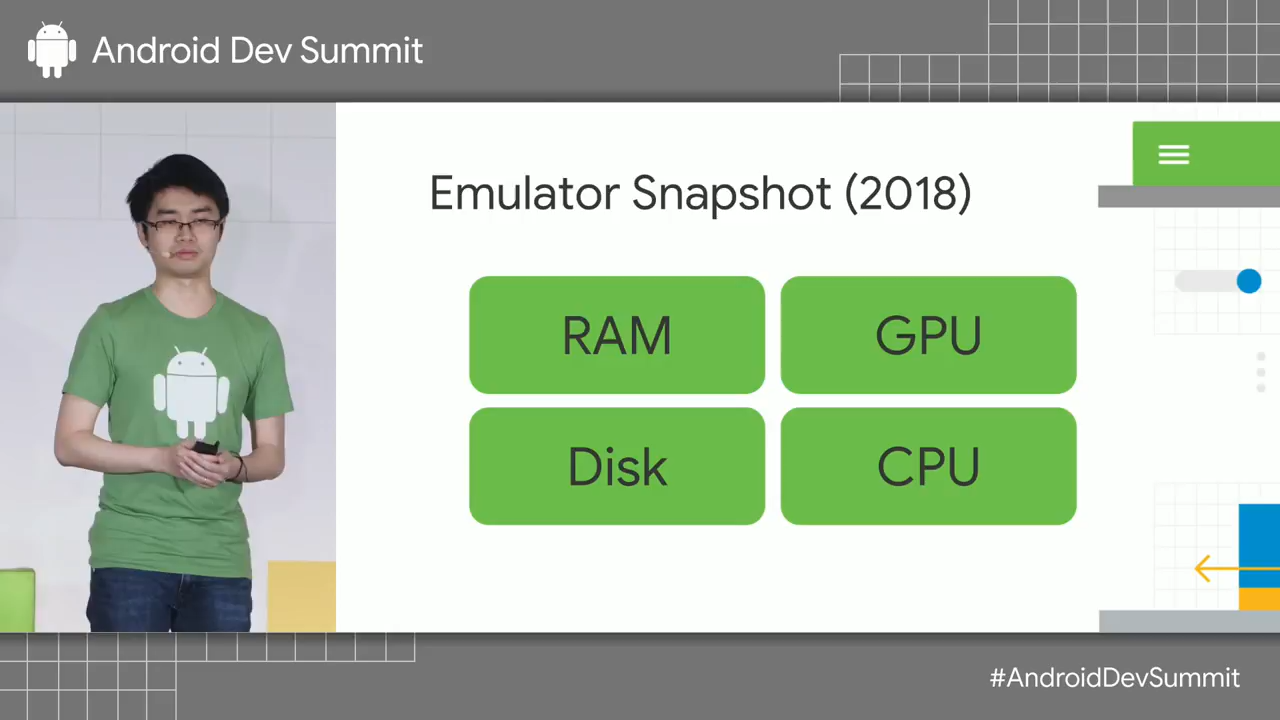 Android Dev Summit
Emulator Snapshot (2018)
RAM
GPU
Disk
CPU
#AndroidDevSummit